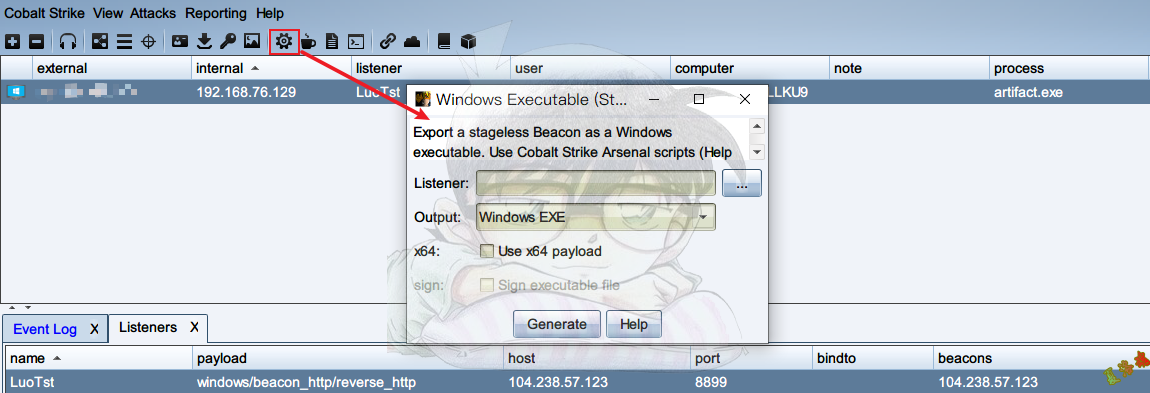 Cobalt Strike View Attacks Reporting Help
external internal listener user computer note process
192.168.76.129 LuoTst LLKU9 artifact.exe
Windows Executable (St...
Export a stageless Beacon as a Windows
executable. Use Cobalt Strike Arsenal scripts (Help
Listener: ...
Output: Windows EXE
x64: Use x64 payload
sign: Sign executable file
Generate Help
Event Log X Listeners X
name payload host port bindto beacons
LuoTst windows/beacon_http/reverse_http 104.238.57.123 8899 104.238.57.123